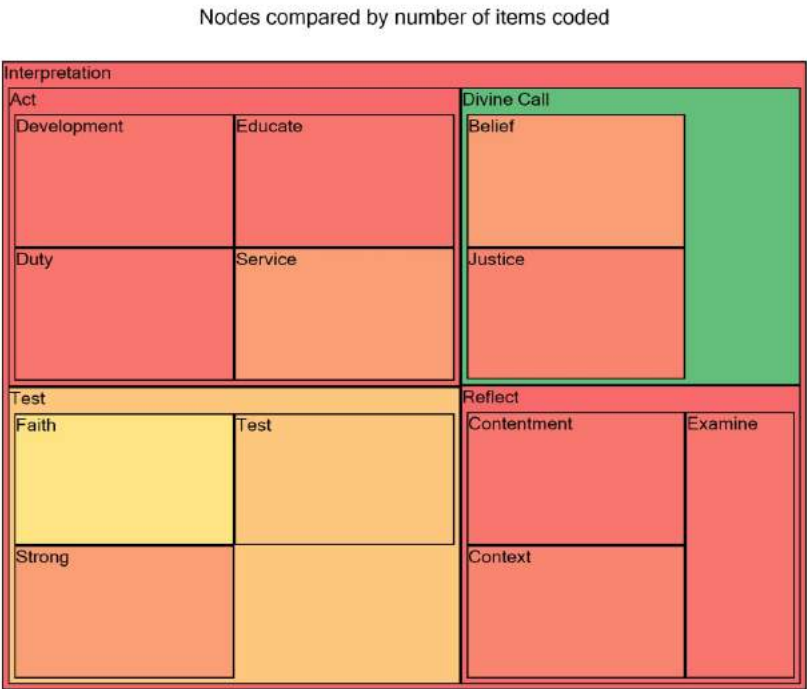 Nodes compared by number of items coded
Interpretation
Act
Development
Educate
Duty
Service
Divine Call
Belief
Justice
Test
Faith
Test
Strong
Reflect
Contentment
Examine
Context